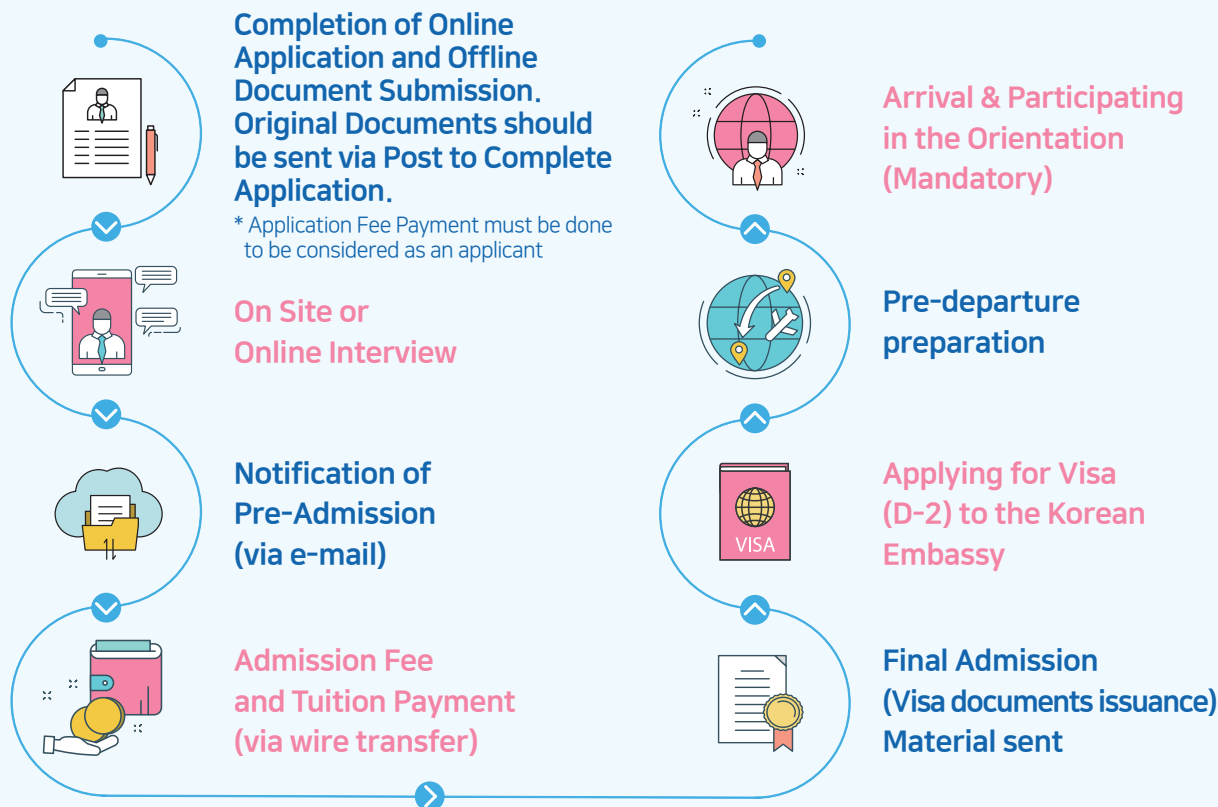 Completion of Online
Application and Offline
Document Submission.
Original Documents should
be sent via Post to Complete
Application.
* Application Fee Payment must be done
to be considered as an applicant
On Site or
Online Interview
Notification of
Pre-Admission
(via e-mail)
Admission Fee
and Tuition Payment
(via wire transfer)
Final Admission
(Visa documents issuance)
Material sent
VISA
Applying for Visa
(D-2) to the Korean
Embassy
Pre-departure
preparation
Arrival & Participating
in the Orientation
(Mandatory)